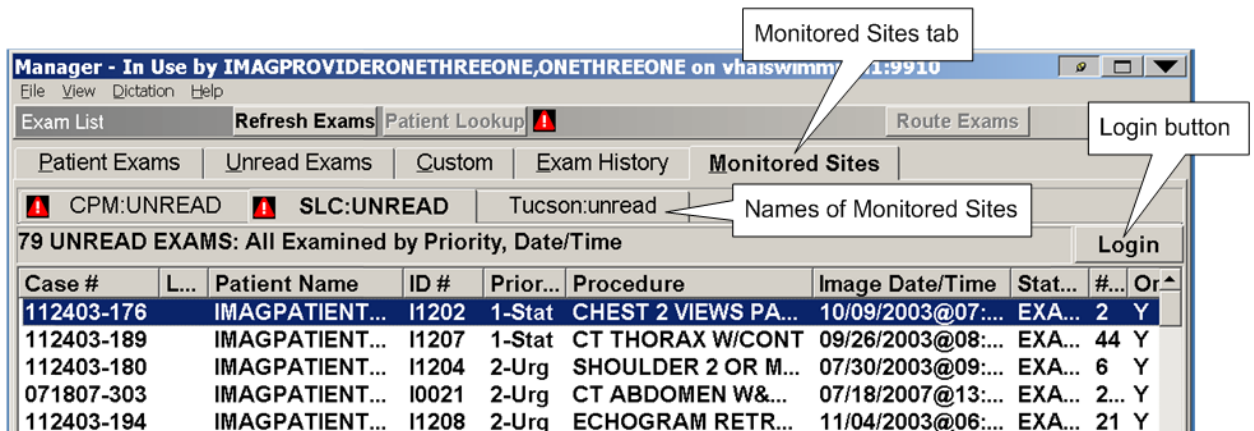 Monitored Sites tab
Manager - In Use by IMAGPROVIDERONETHREEONE,ONETHREEONE on vhaiswimm 1:9910
File View Dictation Help
Exam List Refresh Exams Patient Lookup Route Exams
Login button
Patient Exams Unread Exams Custom Exam History Monitored Sites
CPM:UNREAD SLC:UNREAD Tucson:unread
Names of Monitored Sites
79 UNREAD EXAMS: All Examined by Priority, Date/Time Login
Case # L... Patient Name ID # Prior... Procedure Image Date/Time Stat... #... Or
112403-176 IMAGPATIENT... I1202 1-Stat CHEST 2 VIEWS PA... 10/09/2003@07:... EXA... 2 Y
112403-189 IMAGPATIENT... I1207 1-Stat CT THORAX W/CONT 09/26/2003@08:... EXA... 44 Y
112403-180 IMAGPATIENT... I1204 2-Urg SHOULDER 2 OR M... 07/30/2003@09:... EXA... 6 Y
071807-303 IMAGPATIENT... I0021 2-Urg CT ABDOMEN W&... 07/18/2007@13:... EXA... 2... Y
112403-194 IMAGPATIENT... I1208 2-Urg ECHOGRAM RETR... 11/04/2003@06:... EXA... 21 Y